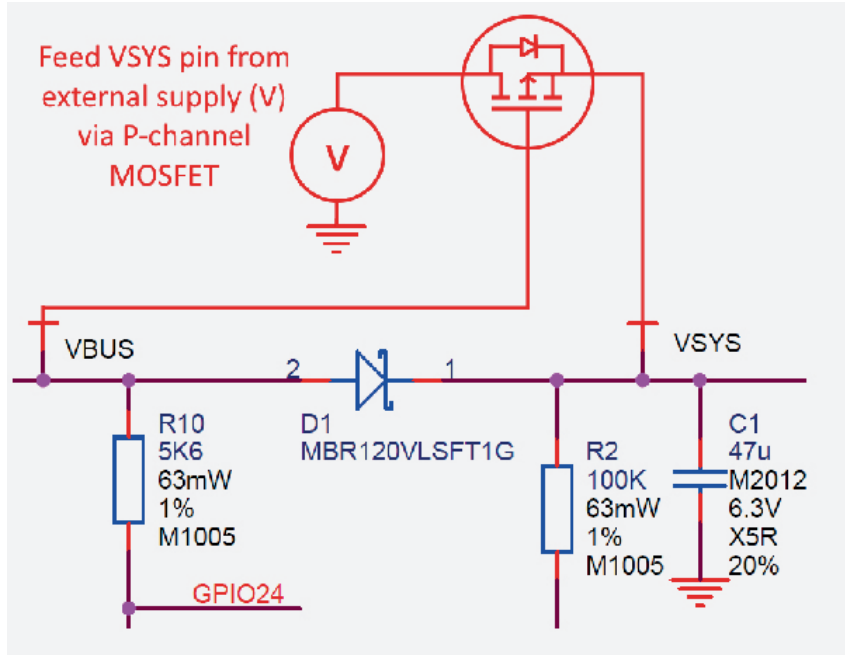 Feed VSYS pin from
external supply (V)
via P-channel
MOSFET
V
VBUS
2
1
VSYS
R10
5K6
63mW
1%
M1005
D1
MBR120VLSFT1G
R2
100K
63mW
1%
M1005
C1
47u
M2012
6.3V
X5R
20%
GPIO24